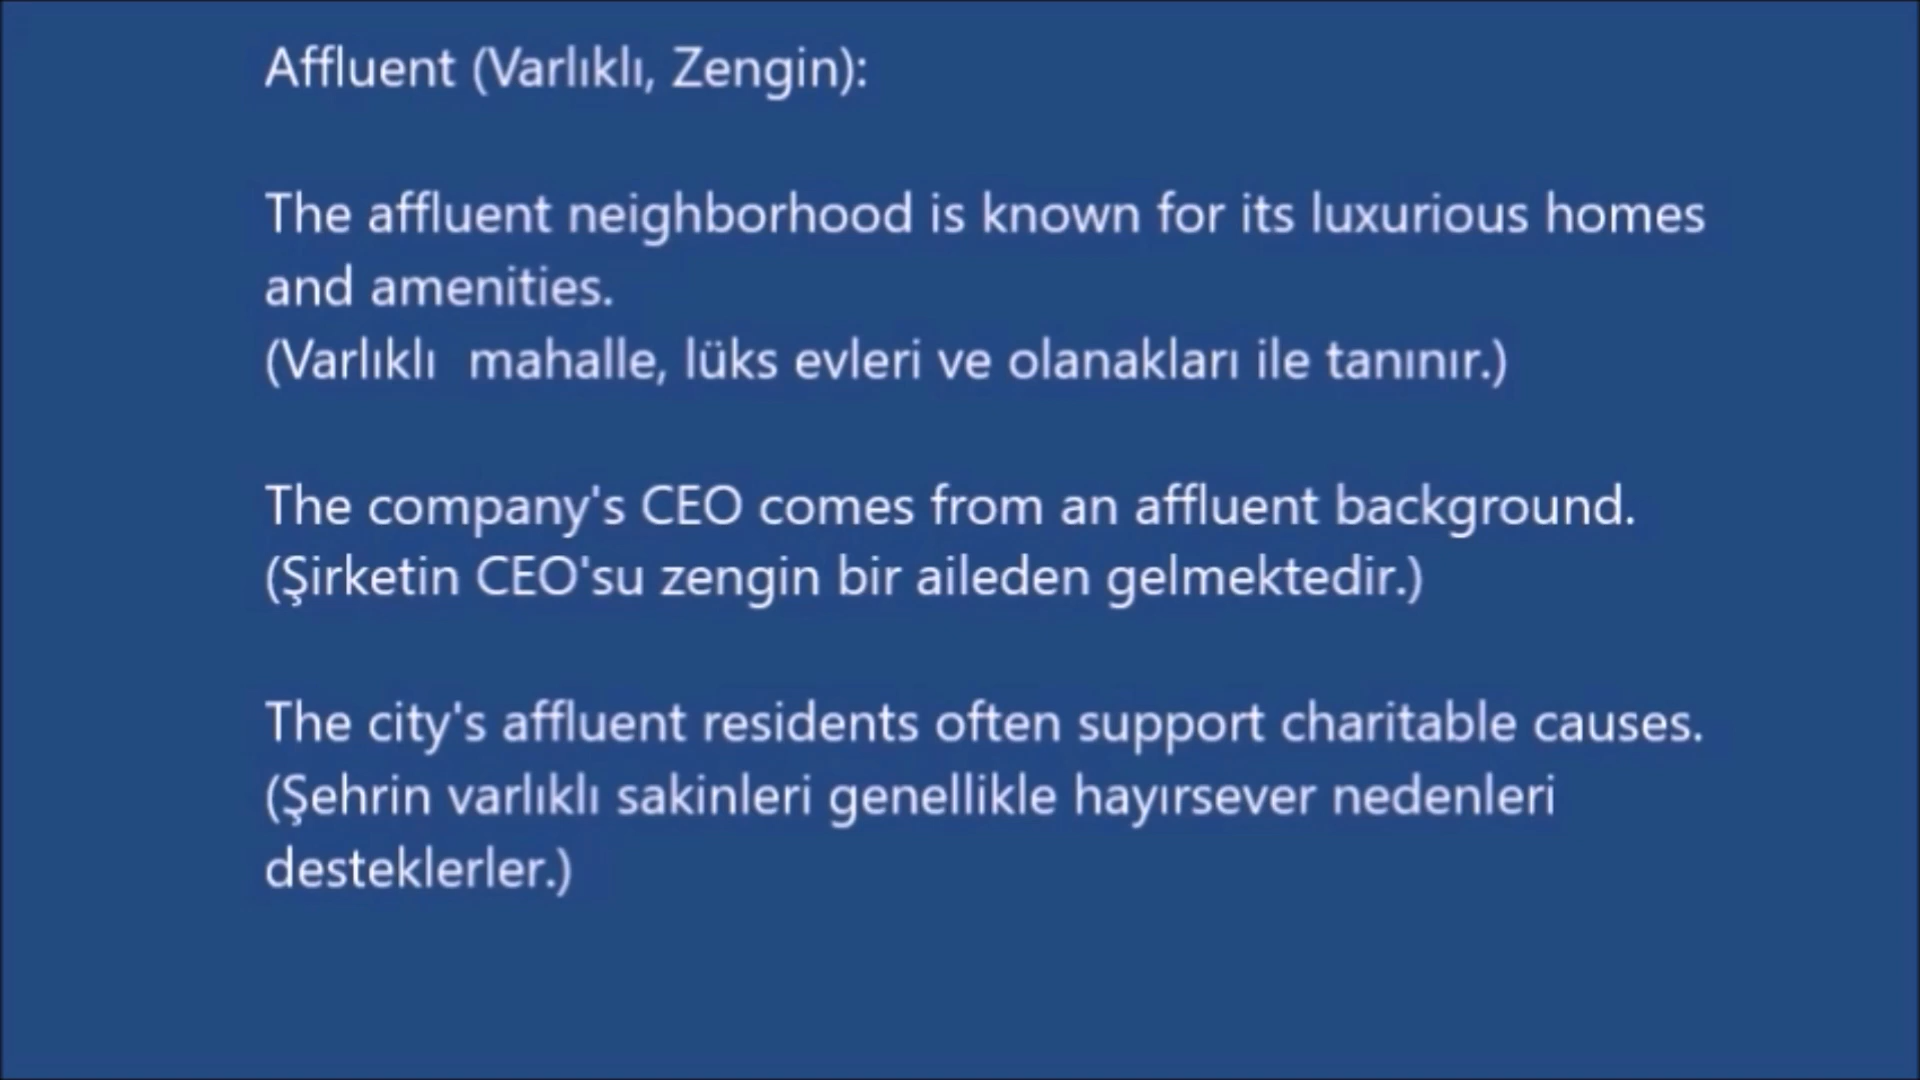 Affluent (Varlıklı, Zengin):
The affluent neighborhood is known for its luxurious homes
and amenities.
(Varlıklı  mahalle, lüks evleri ve olanakları ile tanınır.)
The company's CEO comes from an affluent background.
(Şirketin CEO'su zengin bir aileden gelmektedir.)
The city's affluent residents often support charitable causes.
(Şehrin varlıklı sakinleri genellikle hayırsever nedenleri
desteklerler.)